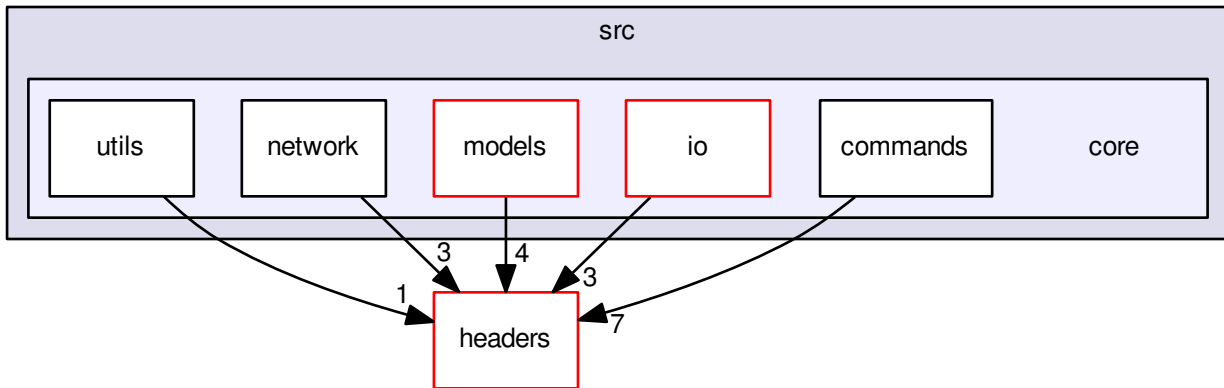 src
utils
network
models
io
commands
core
1
3
4
3
7
headers